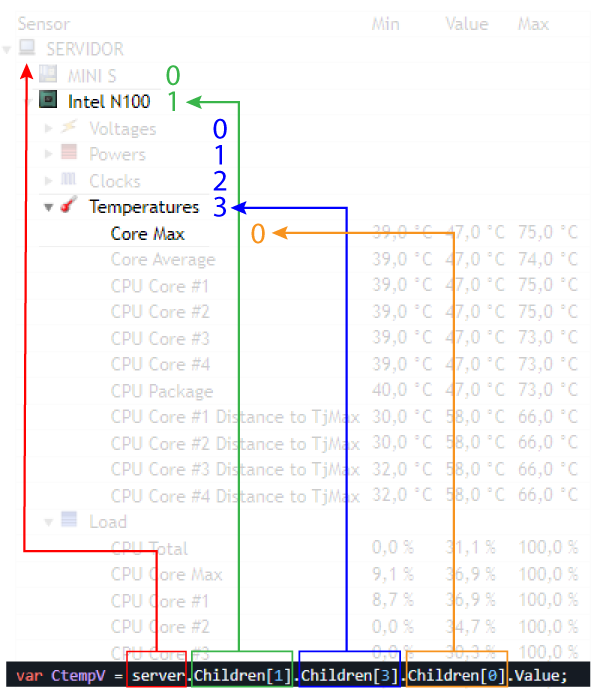 Sensor Min Value Max
SERVIDOR
MINI S 0
Intel N100 1
Voltages 0
Powers 1
Clocks 2
Temperatures 3
Core Max 0 39,0 °C 47,0 °C 75,0 °C
Core Average 39,0 °C 47,0 °C 74,0 °C
CPU Core #1 39,0 °C 47,0 °C 75,0 °C
CPU Core #2 39,0 °C 47,0 °C 75,0 °C
CPU Core #3 39,0 °C 47,0 °C 73,0 °C
CPU Core #4 39,0 °C 47,0 °C 73,0 °C
CPU Package 40,0 °C 47,0 °C 73,0 °C
CPU Core #1 Distance to TjMax 30,0 °C 58,0 °C 66,0 °C
CPU Core #2 Distance to TjMax 30,0 °C 58,0 °C 66,0 °C
CPU Core #3 Distance to TjMax 32,0 °C 58,0 °C 66,0 °C
CPU Core #4 Distance to TjMax 32,0 °C 58,0 °C 66,0 °C
Load
CPU Total 0,0 % 31,1 % 100,0 %
CPU Core Max 9,1 % 36,9 % 100,0 %
CPU Core #1 8,7 % 36,9 % 100,0 %
CPU Core #2 0,0 % 34,7 % 100,0 %
CPU Core #3 0,0 % 30,3 % 100,0 %
var CtempV = server.Children[1].Children[3].Children[0].Value;